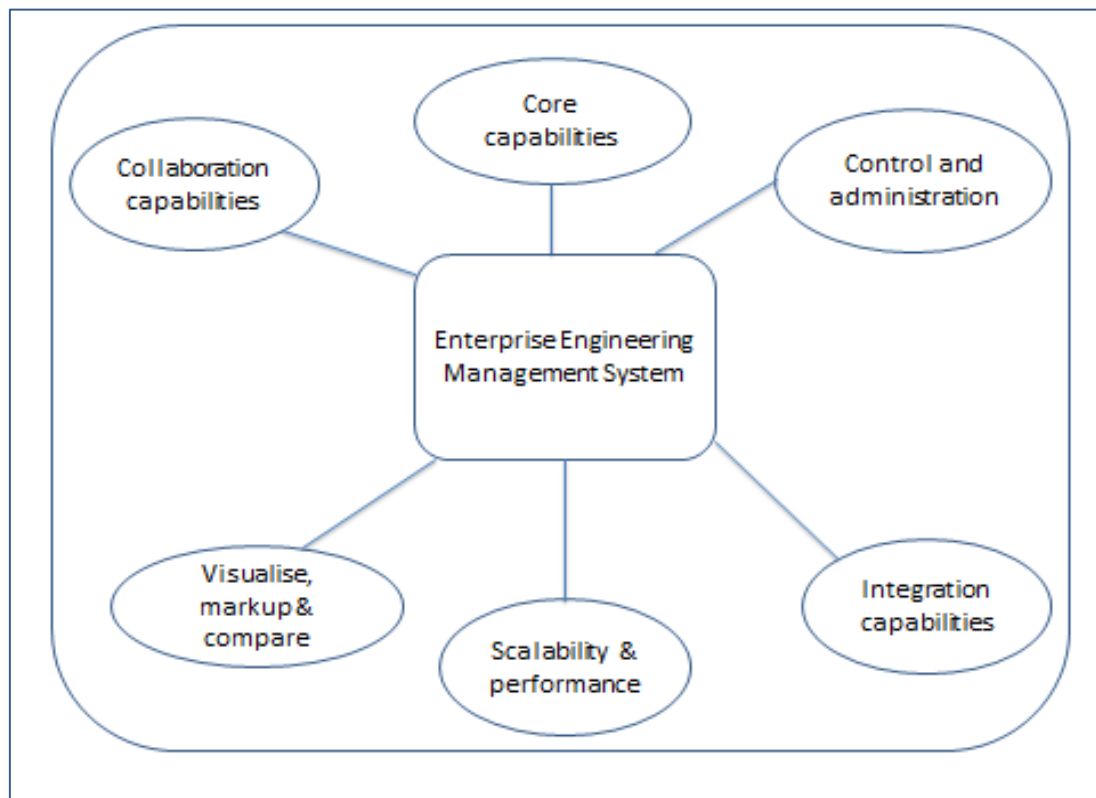 Core
capabilities
Collaboration
capabilities
Control and
administration
Enterprise Engineering
Management System
Visualise,
markup &
compare
Scalability &
performance
Integration
capabilities